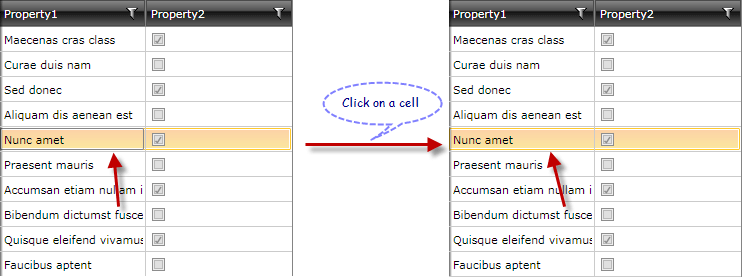 Property1 Property2
Maecenas cras class
Curae duis nam
Sed donec
Aliquam dis aenean est
Nunc amet
Praesent mauris
Accumsan etiam nullam i
Bibendum dictumst fusce
Quisque eleifend vivamus
Faucibus aptent
Click on a cell
Property1 Property2
Maecenas cras class
Curae duis nam
Sed donec
Aliquam dis aenean est
Nunc amet
Praesent mauris
Accumsan etiam nullam i
Bibendum dictumst fusce
Quisque eleifend vivamus
Faucibus aptent